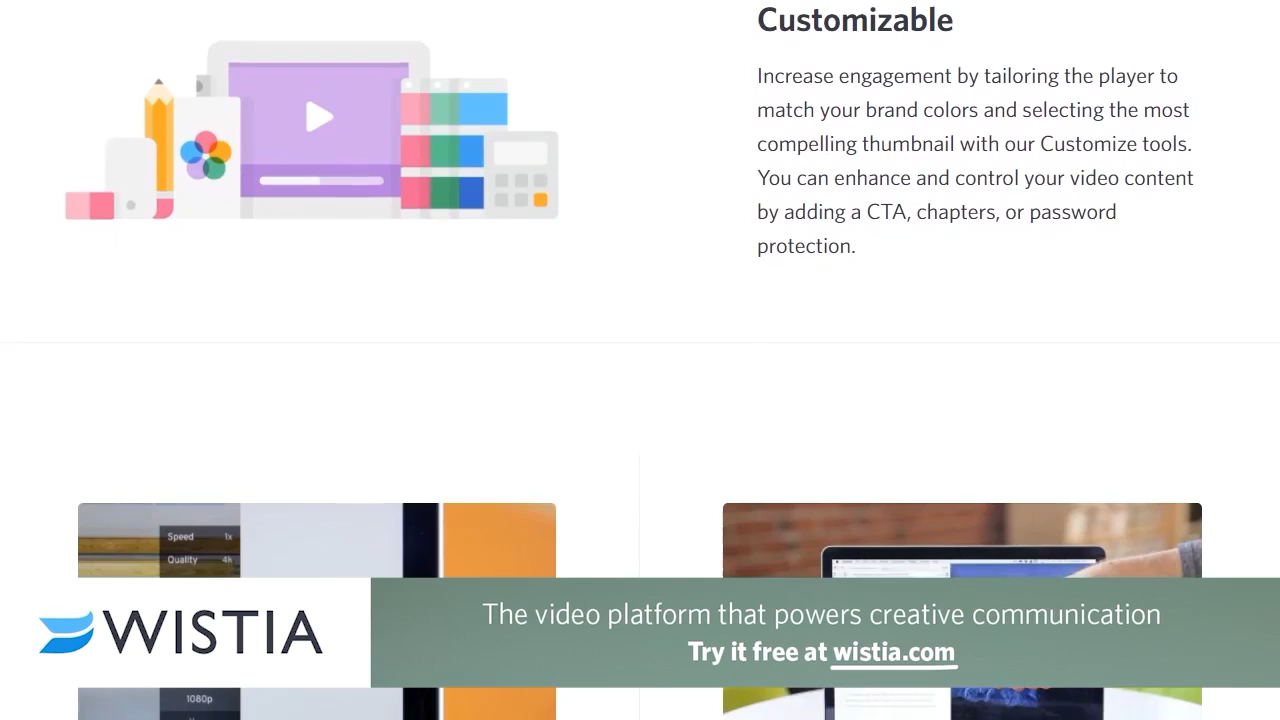 Customizable
Increase engagement by tailoring the player to
match your brand colors and selecting the most
compelling thumbnail with our Customize tools.
You can enhance and control your video content
by adding a CTA, chapters, or password
protection.
Speed 1x
Quality 4k
WISTIA
The video platform that powers creative communication
Try it free at wistia.com
1080p